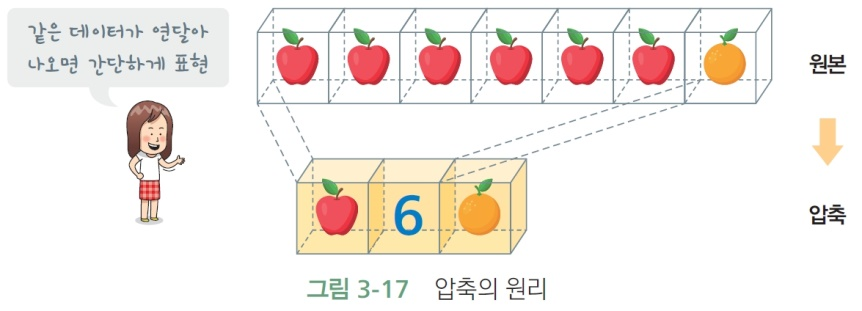 같은 데이터가 연달아
나오면 간단하게 표현
원본
6
압축
그림 3-17 압축의 원리